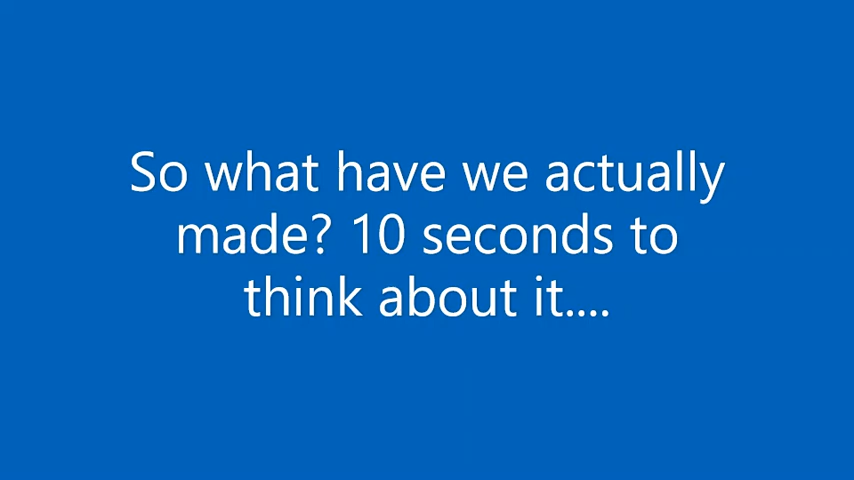 So what have we actually
made? 10 seconds to
think about it....